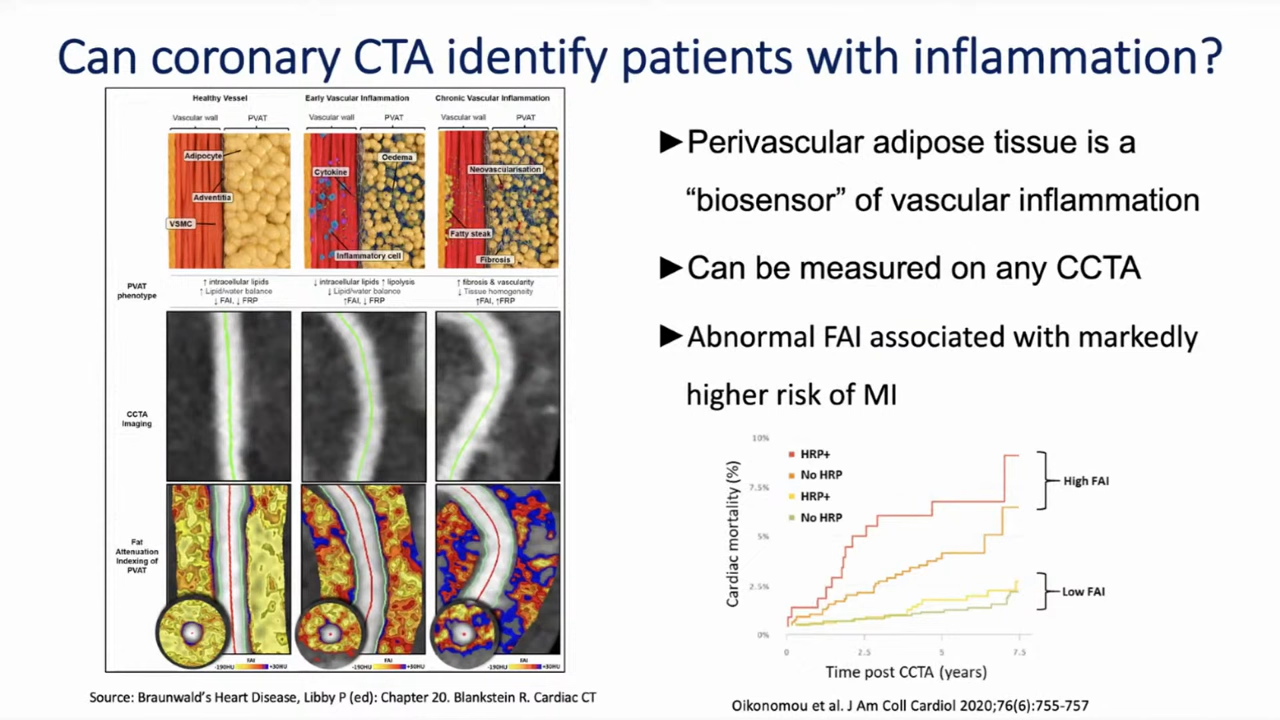 Can coronary CTA identify patients with inflammation?
Healthy Vessel
Early Vascular Inflammation
Chronic Vascular Inflammation
Vascular wall
PVAT
Vascular wall
PVAT
Vascular wall
PVAT
Adipocyte
Adventitia
VSMC
Cytokine
Oedema
Inflammatory cell
Neovascularisation
Fatty steak
Fibrosis
PVAT
phenotype
↑ intracellular lipids
↑ Lipid/water balance
↓ FAI, ↓ FRP
↓ intracellular lipids ↑ lipolysis
↓ Lipid/water balance
↑FAI, ↓ FRP
↑ fibrosis & vascularity
↓ Tissue homogeneity
↑FAI, ↑FRP
CCTA
Imaging
Fat
Attenuation
Indexing of
PVAT
FAI
-190HU
+30HU
FAI
-190HU
+30HU
FAI
-190HU
+30HU
Source: Braunwald's Heart Disease, Libby P (ed): Chapter 20. Blankstein R. Cardiac CT
►Perivascular adipose tissue is a
“biosensor” of vascular inflammation
►Can be measured on any CCTA
►Abnormal FAI associated with markedly
higher risk of MI
Cardiac mortality (%)
10%
7.5%
5%
2.5%
0%
HRP+
No HRP
HRP+
No HRP
High FAI
Low FAI
0
2.5
5
7.5
Time post CCTA (years)
Oikonomou et al. J Am Coll Cardiol 2020;76(6):755-757